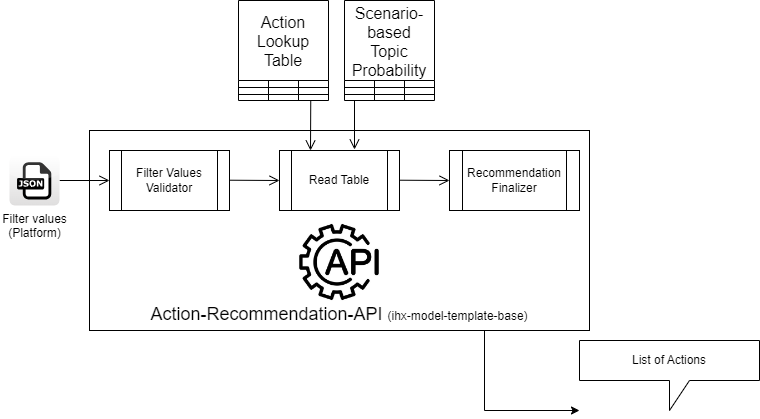 Action
Lookup
Table
Scenario-
based
Topic
Probability
JSON
Filter values
(Platform)
Filter Values
Validator
Read Table
Recommendation
Finalizer
API
Action-Recommendation-API (ihx-model-template-base)
List of Actions